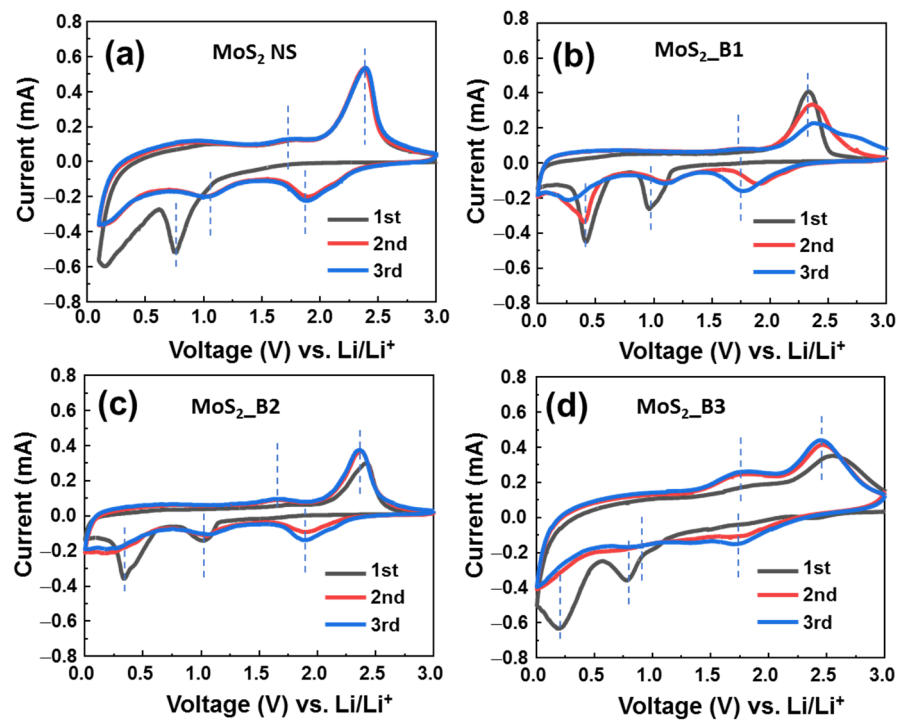 (a)
MoS₂ NS
Current (mA)
0.8
0.6
0.4
0.2
0.0
–0.2
–0.4
–0.6
–0.8
1st
2nd
3rd
0.0 0.5 1.0 1.5 2.0 2.5 3.0
Voltage (V) vs. Li/Li⁺
(b)
MoS₂_B1
Current (mA)
0.8
0.6
0.4
0.2
0.0
–0.2
–0.4
–0.6
–0.8
1st
2nd
3rd
0.0 0.5 1.0 1.5 2.0 2.5 3.0
Voltage (V) vs. Li/Li⁺
(c)
MoS₂_B2
Current (mA)
0.8
0.6
0.4
0.2
0.0
–0.2
–0.4
–0.6
–0.8
1st
2nd
3rd
0.0 0.5 1.0 1.5 2.0 2.5 3.0
Voltage (V) vs. Li/Li⁺
(d)
MoS₂_B3
Current (mA)
0.8
0.6
0.4
0.2
0.0
–0.2
–0.4
–0.6
–0.8
1st
2nd
3rd
0.0 0.5 1.0 1.5 2.0 2.5 3.0
Voltage (V) vs. Li/Li⁺